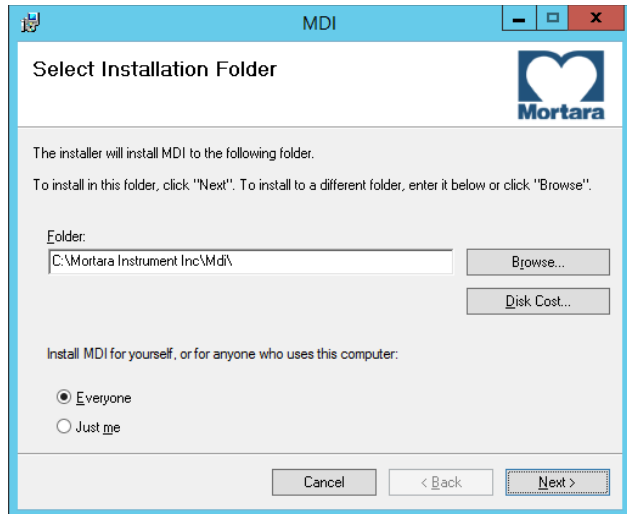 MDI
Select Installation Folder
Mortara
The installer will install MDI to the following folder.
To install in this folder, click "Next". To install to a different folder, enter it below or click "Browse".
Folder:
C:\Mortara Instrument Inc\Mdi\
Browse...
Disk Cost...
Install MDI for yourself, or for anyone who uses this computer:
Everyone
Just me
Cancel
< Back
Next >